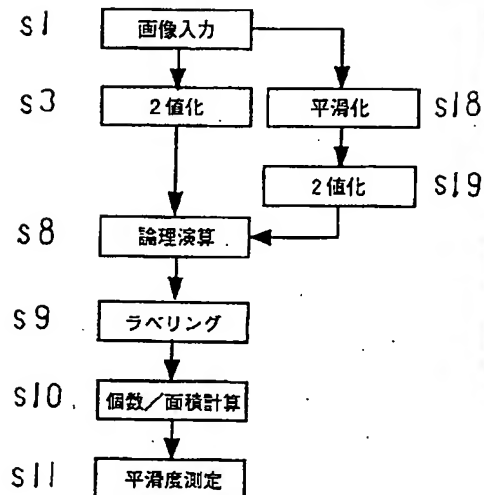 S1 画像入力
S3 2値化 平滑化 S18
2値化 S19
S8 論理演算
S9 ラベリング
S10 個数／面積計算
S11 平滑度測定